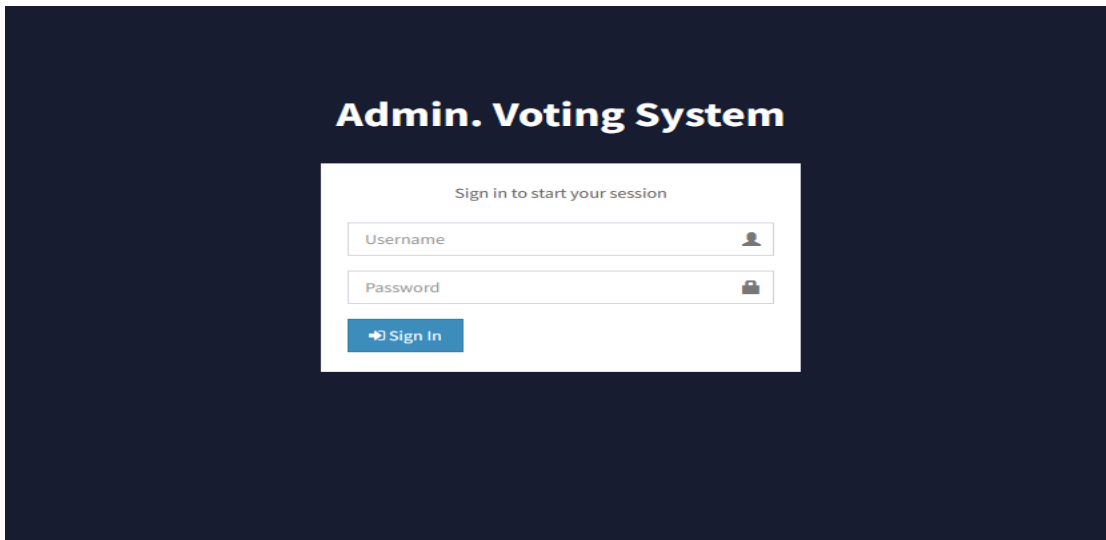 Admin. Voting System
Sign in to start your session
Username
Password
Sign In